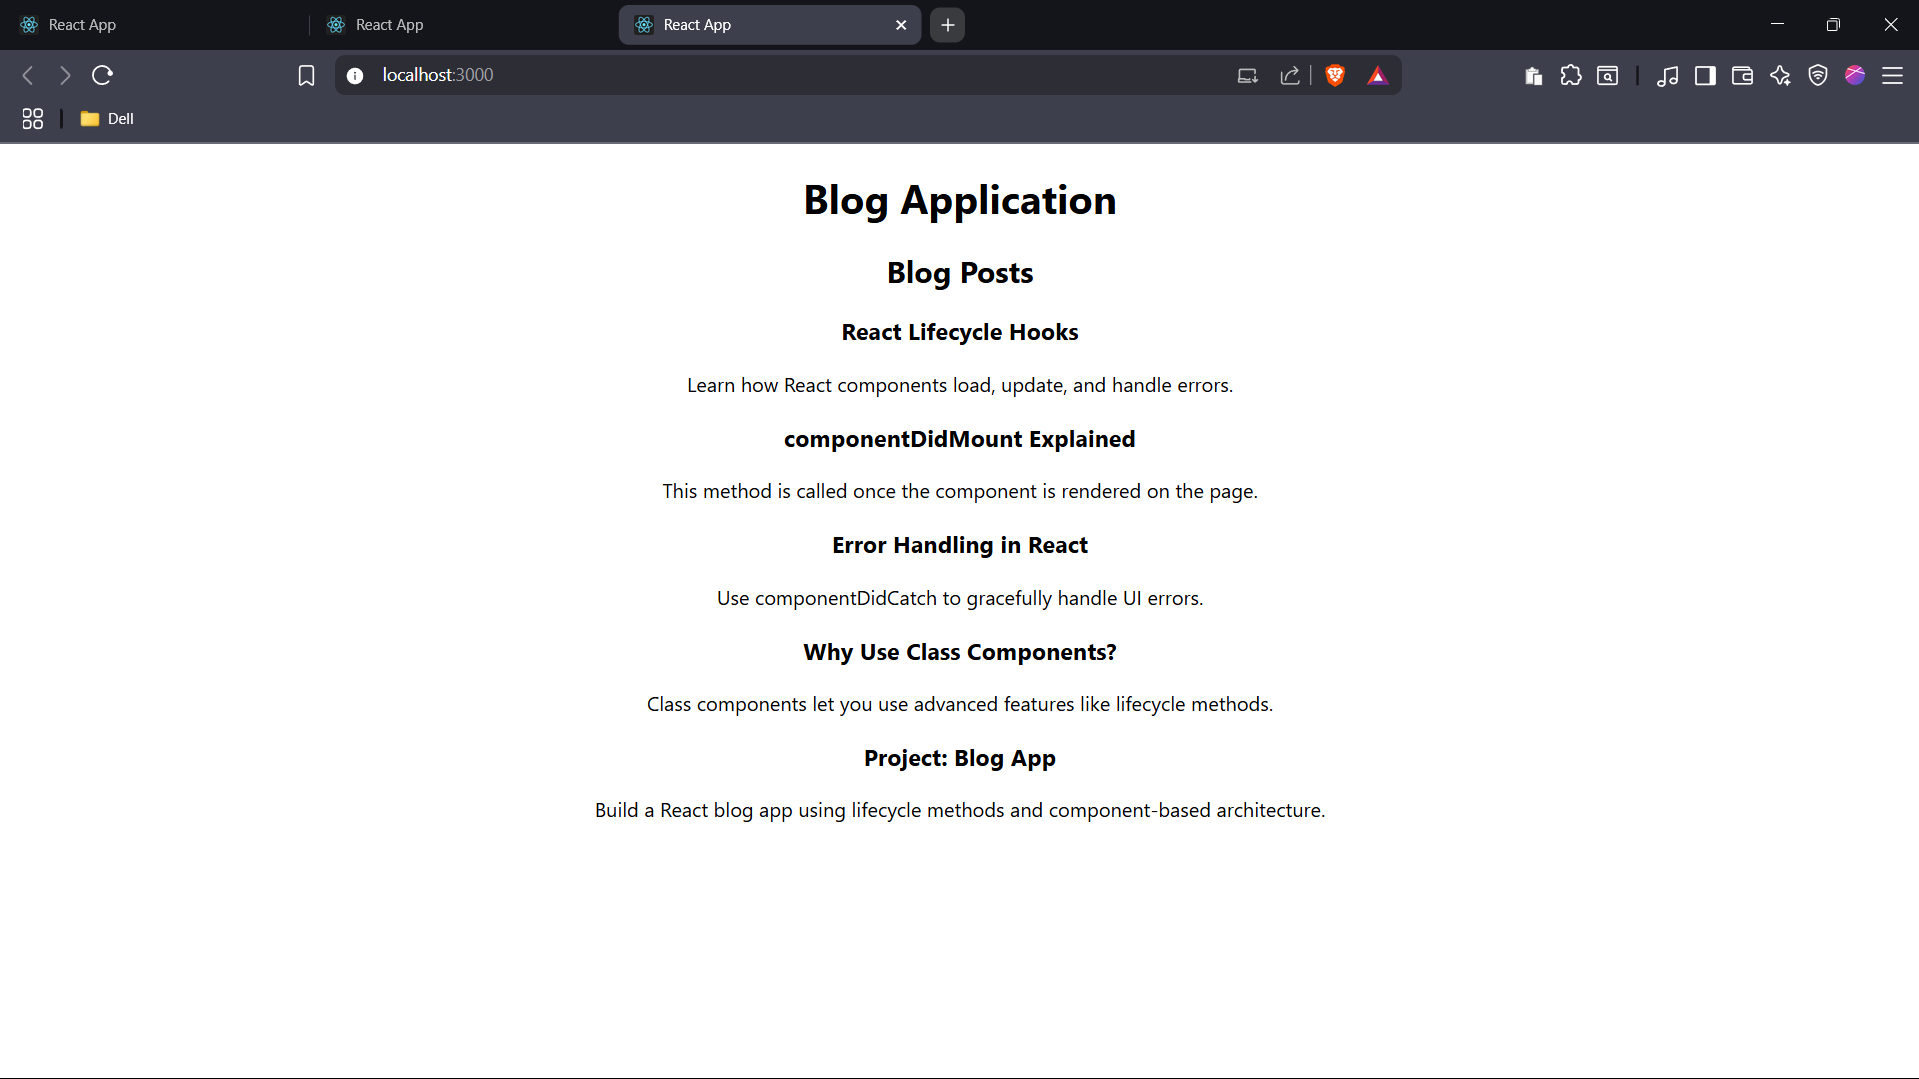 React App
React App
React App
localhost:3000
Dell
Blog Application
Blog Posts
React Lifecycle Hooks
Learn how React components load, update, and handle errors.
componentDidMount Explained
This method is called once the component is rendered on the page.
Error Handling in React
Use componentDidCatch to gracefully handle UI errors.
Why Use Class Components?
Class components let you use advanced features like lifecycle methods.
Project: Blog App
Build a React blog app using lifecycle methods and component-based architecture.